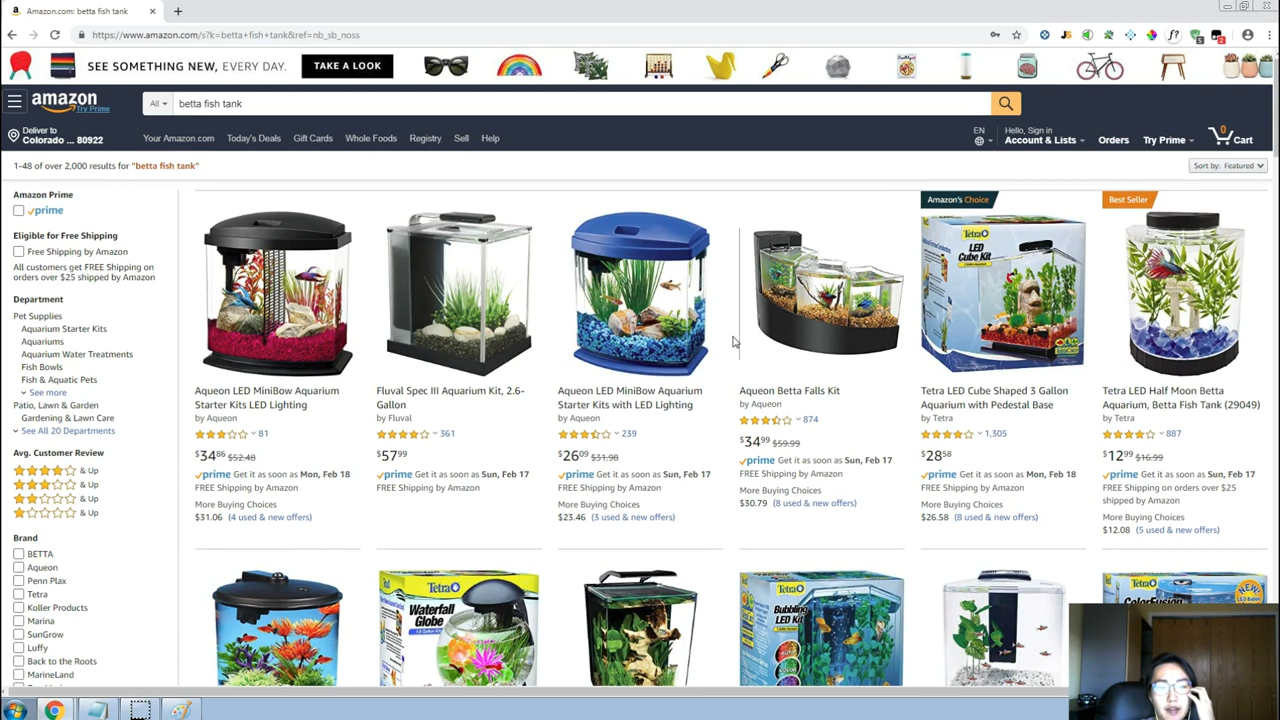 Amazon.com: betta fish tank
https://www.amazon.com/s?k=betta+fish+tank&ref=nb_sb_noss
SEE SOMETHING NEW, EVERY DAY.
TAKE A LOOK
amazon
Try Prime
All
betta fish tank
Deliver to
Colorado ... 80922
Your Amazon.com
Today's Deals
Gift Cards
Whole Foods
Registry
Sell
Help
EN
Hello, Sign in
Account & Lists
Orders
Try Prime
0
Cart
1-48 of over 2,000 results for "betta fish tank"
Sort by: Featured
Amazon Prime
prime
Eligible for Free Shipping
Free Shipping by Amazon
All customers get FREE Shipping on
orders over $25 shipped by Amazon
Department
Pet Supplies
Aquarium Starter Kits
Aquariums
Aquarium Water Treatments
Fish Bowls
Fish & Aquatic Pets
See more
Patio, Lawn & Garden
Gardening & Lawn Care
See All 20 Departments
Avg. Customer Review
& Up
& Up
& Up
& Up
Brand
BETTA
Aqueon
Penn Plax
Tetra
Koller Products
Marina
SunGrow
Luffy
Back to the Roots
MarineLand
Aqueon LED MiniBow Aquarium
Starter Kits LED Lighting
by Aqueon
81
$34.86 $52.48
prime Get it as soon as Mon, Feb 18
FREE Shipping by Amazon
More Buying Choices
$31.06 (4 used & new offers)
Fluval Spec III Aquarium Kit, 2.6-
Gallon
by Fluval
361
$57.99
prime Get it as soon as Sun, Feb 17
FREE Shipping by Amazon
Aqueon LED MiniBow Aquarium
Starter Kits with LED Lighting
by Aqueon
239
$26.09 $31.98
prime Get it as soon as Sun, Feb 17
FREE Shipping by Amazon
More Buying Choices
$23.46 (3 used & new offers)
Aqueon Betta Falls Kit
by Aqueon
874
$34.99 $59.99
prime Get it as soon as Sun, Feb 17
FREE Shipping by Amazon
More Buying Choices
$30.79 (8 used & new offers)
Amazon's Choice
Tetra
LED
Cube Kit
Tetra LED Cube Shaped 3 Gallon
Aquarium with Pedestal Base
by Tetra
1,305
$28.58
prime Get it as soon as Mon, Feb 18
FREE Shipping by Amazon
More Buying Choices
$26.58 (8 used & new offers)
Best Seller
Tetra LED Half Moon Betta
Aquarium, Betta Fish Tank (29049)
by Tetra
887
$12.99 $16.99
prime Get it as soon as Sun, Feb 17
FREE Shipping on orders over $25
shipped by Amazon
More Buying Choices
$12.08 (5 used & new offers)
Tetra
Waterfall
Globe
Tetra
Bubbling
LED Kit
Tetra
ColorFusion
NEW!